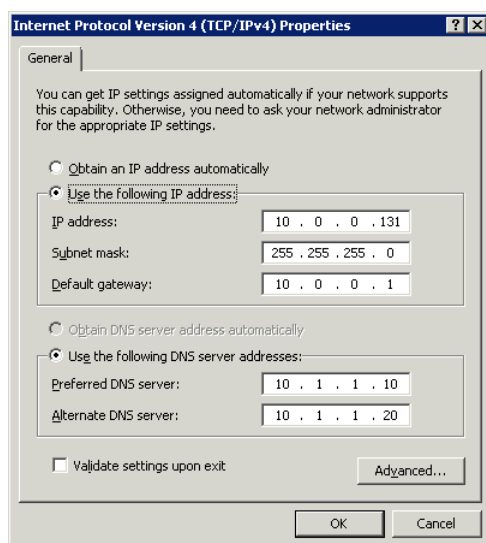 Internet Protocol Version 4 (TCP/IPv4) Properties
General
You can get IP settings assigned automatically if your network supports
this capability. Otherwise, you need to ask your network administrator
for the appropriate IP settings.
Obtain an IP address automatically
Use the following IP address:
IP address: 10 . 0 . 0 .131
Subnet mask: 255 .255 .255 . 0
Default gateway: 10 . 0 . 0 . 1
Obtain DNS server address automatically
Use the following DNS server addresses:
Preferred DNS server: 10 . 1 . 1 . 10
Alternate DNS server: 10 . 1 . 1 . 20
Validate settings upon exit
Advanced...
OK Cancel